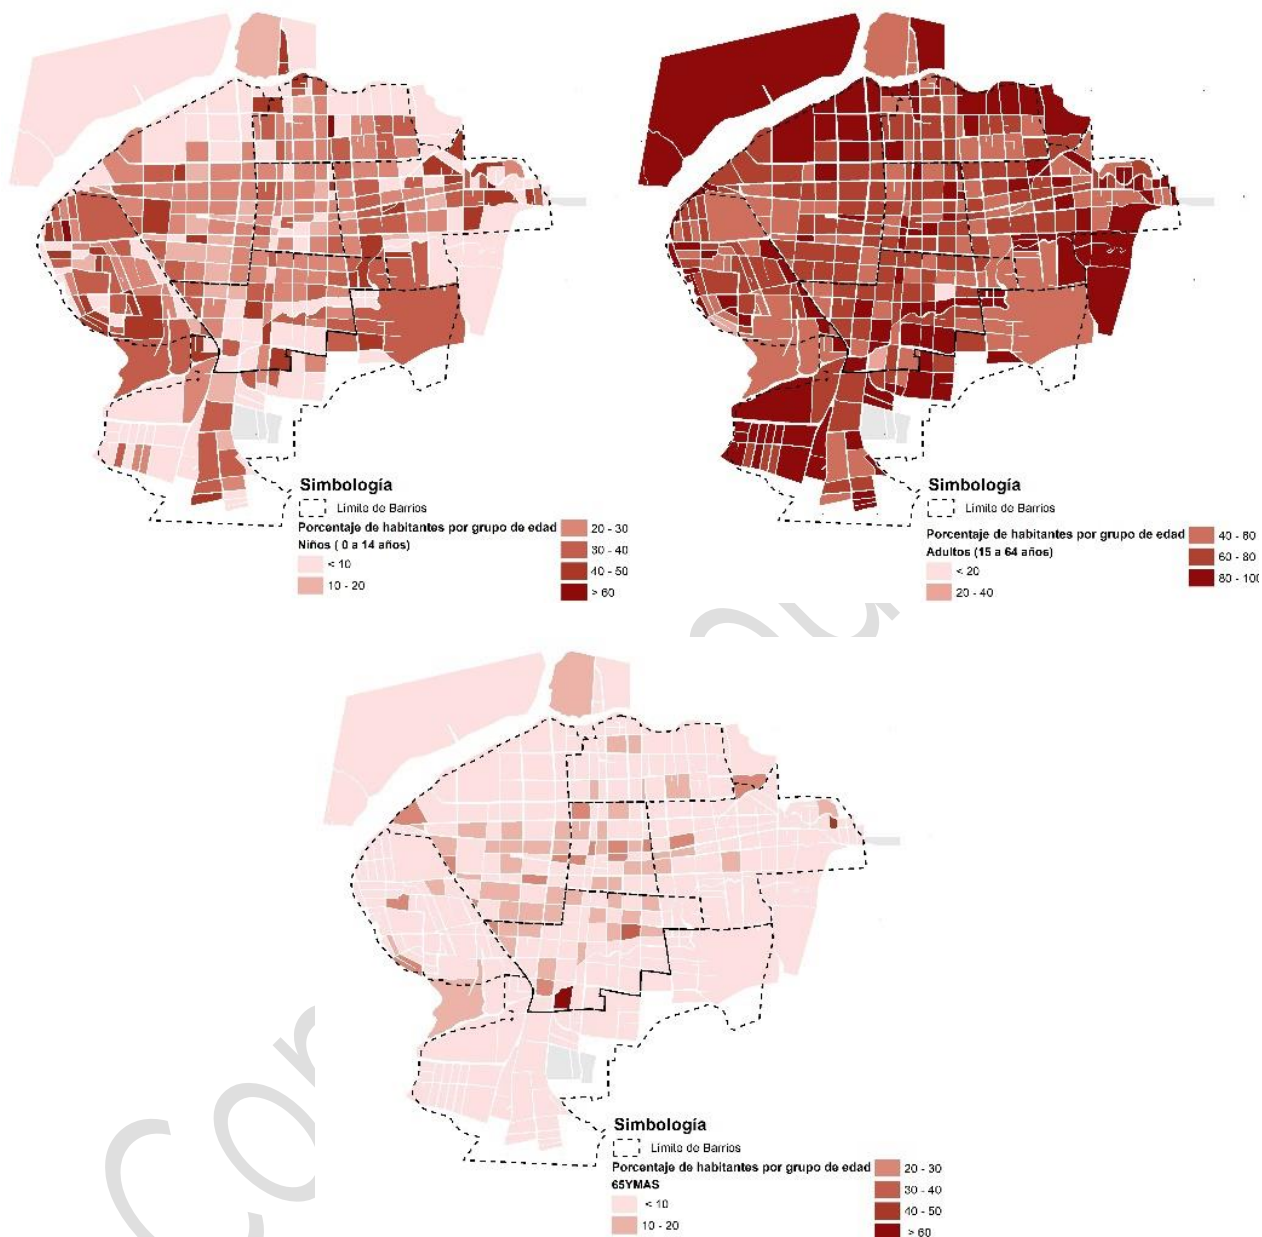 Simbología
Límite de Barrios
Porcentaje de habitantes por grupo de edad
Niños ( 0 a 14 años)
< 10
10 - 20
20 - 30
30 - 40
40 - 50
> 60
Simbología
Límite de Barrios
Porcentaje de habitantes por grupo de edad
Adultos (15 a 64 años)
< 20
20 - 40
40 - 60
60 - 80
80 - 100
Simbología
Límite de Barrios
Porcentaje de habitantes por grupo de edad
65YMAS
< 10
10 - 20
20 - 30
30 - 40
40 - 50
> 60